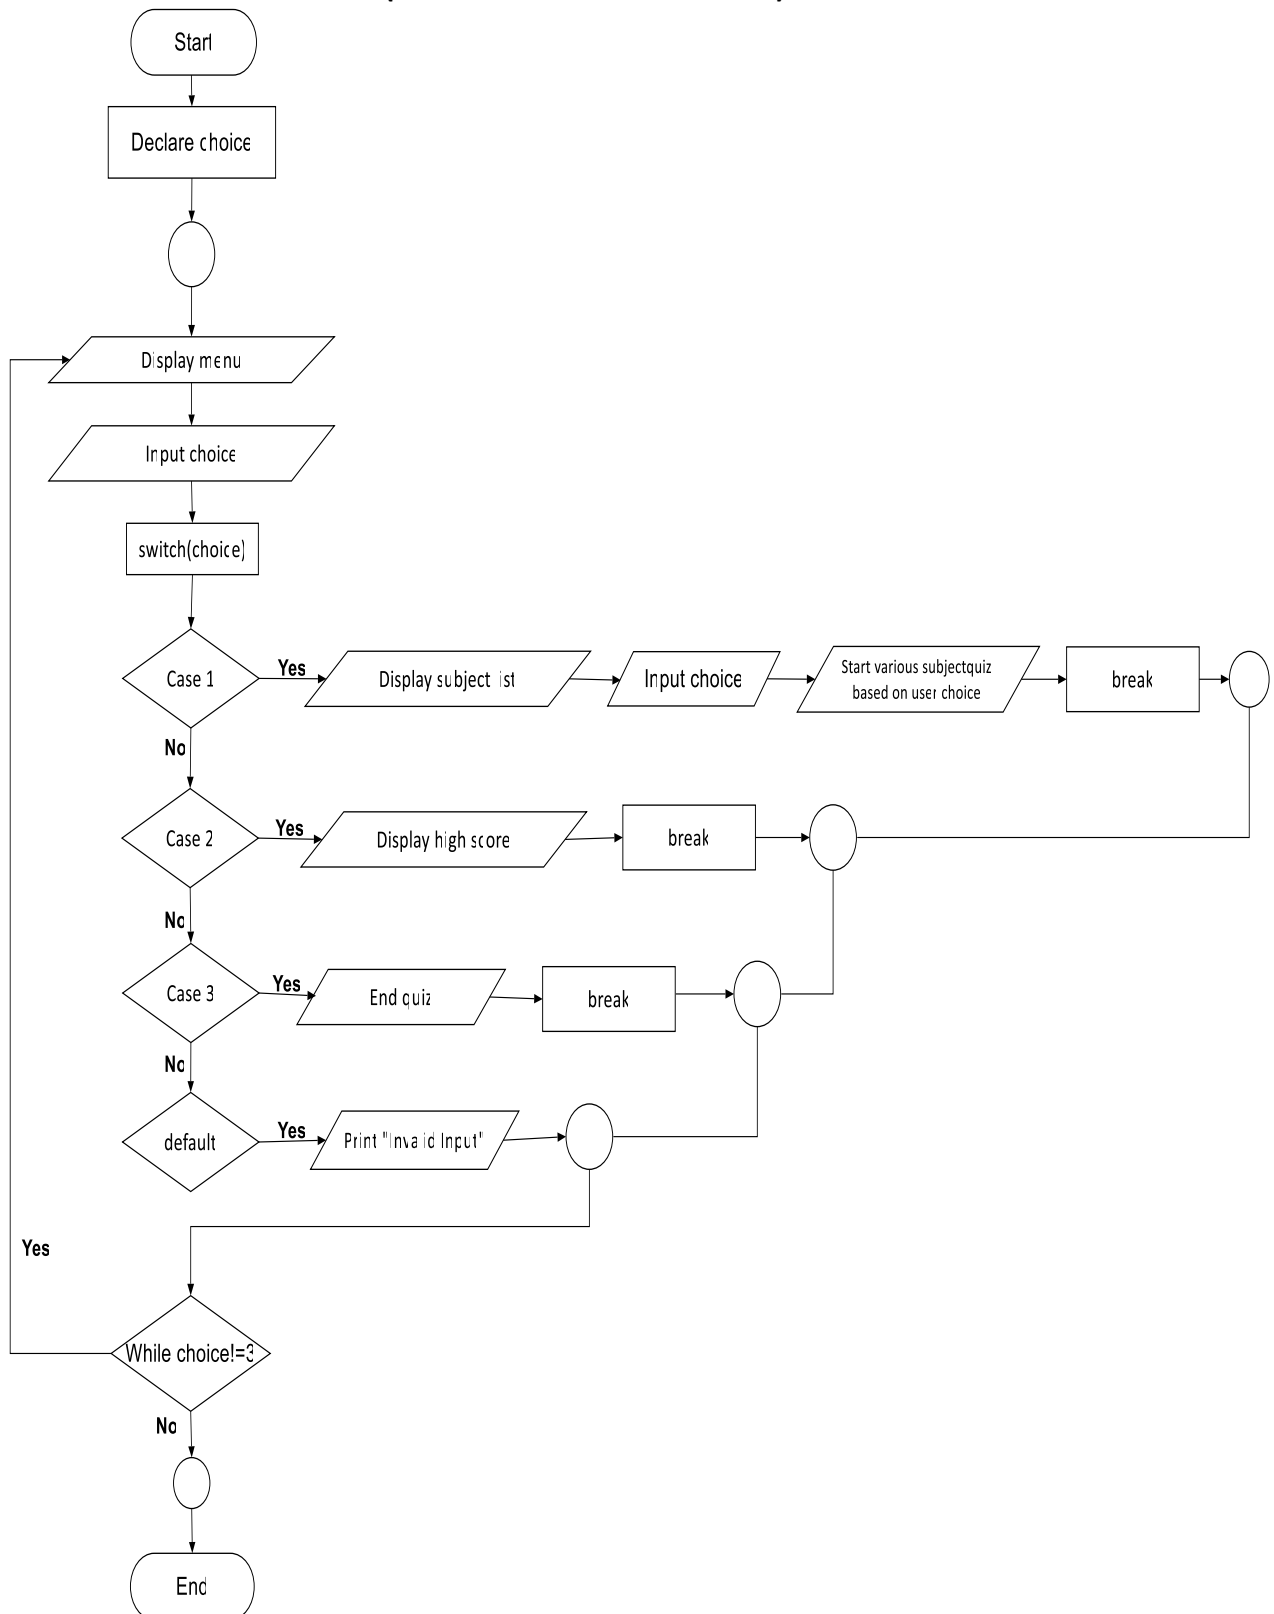 Start
Declare choice
Display menu
Input choice
switch(choice)
Case 1
Yes
Display subject list
Input choice
Start various subjectquiz
based on user choice
break
No
Case 2
Yes
Display high score
break
No
Case 3
Yes
End quiz
break
No
default
Yes
Print "Invalid Input"
Yes
While choice!=3
No
End